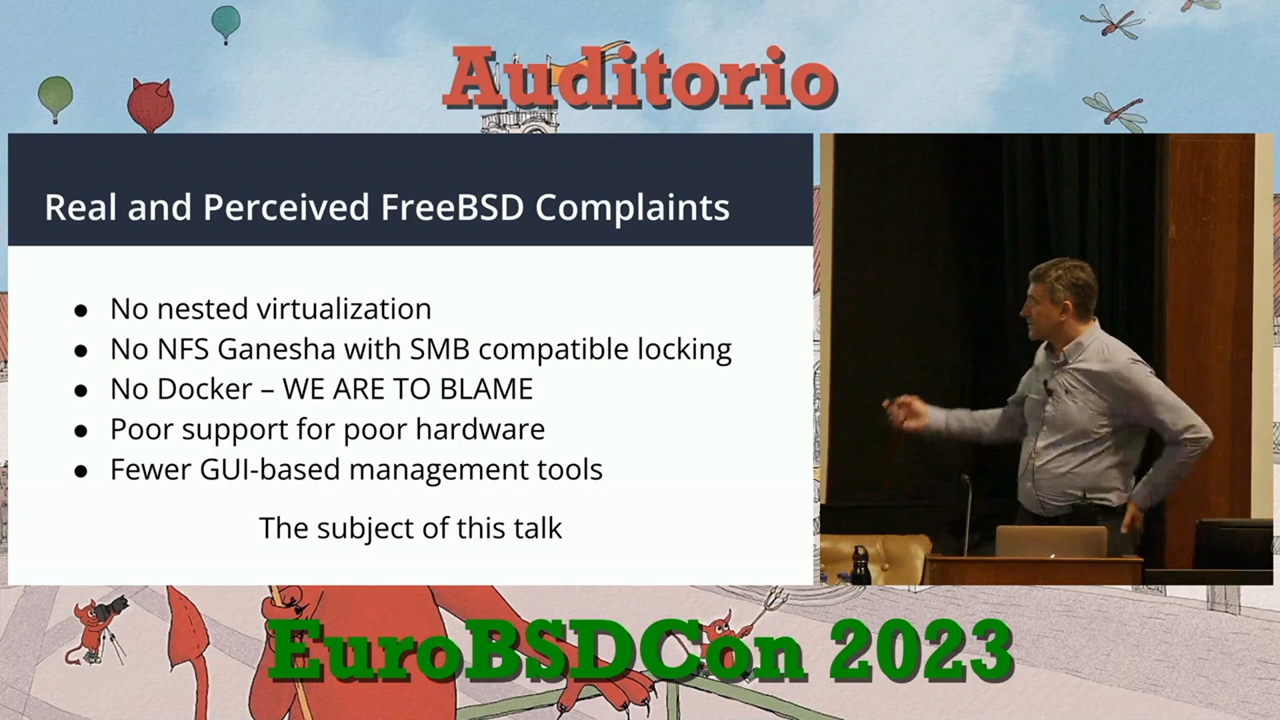 Auditorio
Real and Perceived FreeBSD Complaints
● No nested virtualization
● No NFS Ganesha with SMB compatible locking
● No Docker – WE ARE TO BLAME
● Poor support for poor hardware
● Fewer GUI-based management tools
The subject of this talk
EuroBSDCon 2023